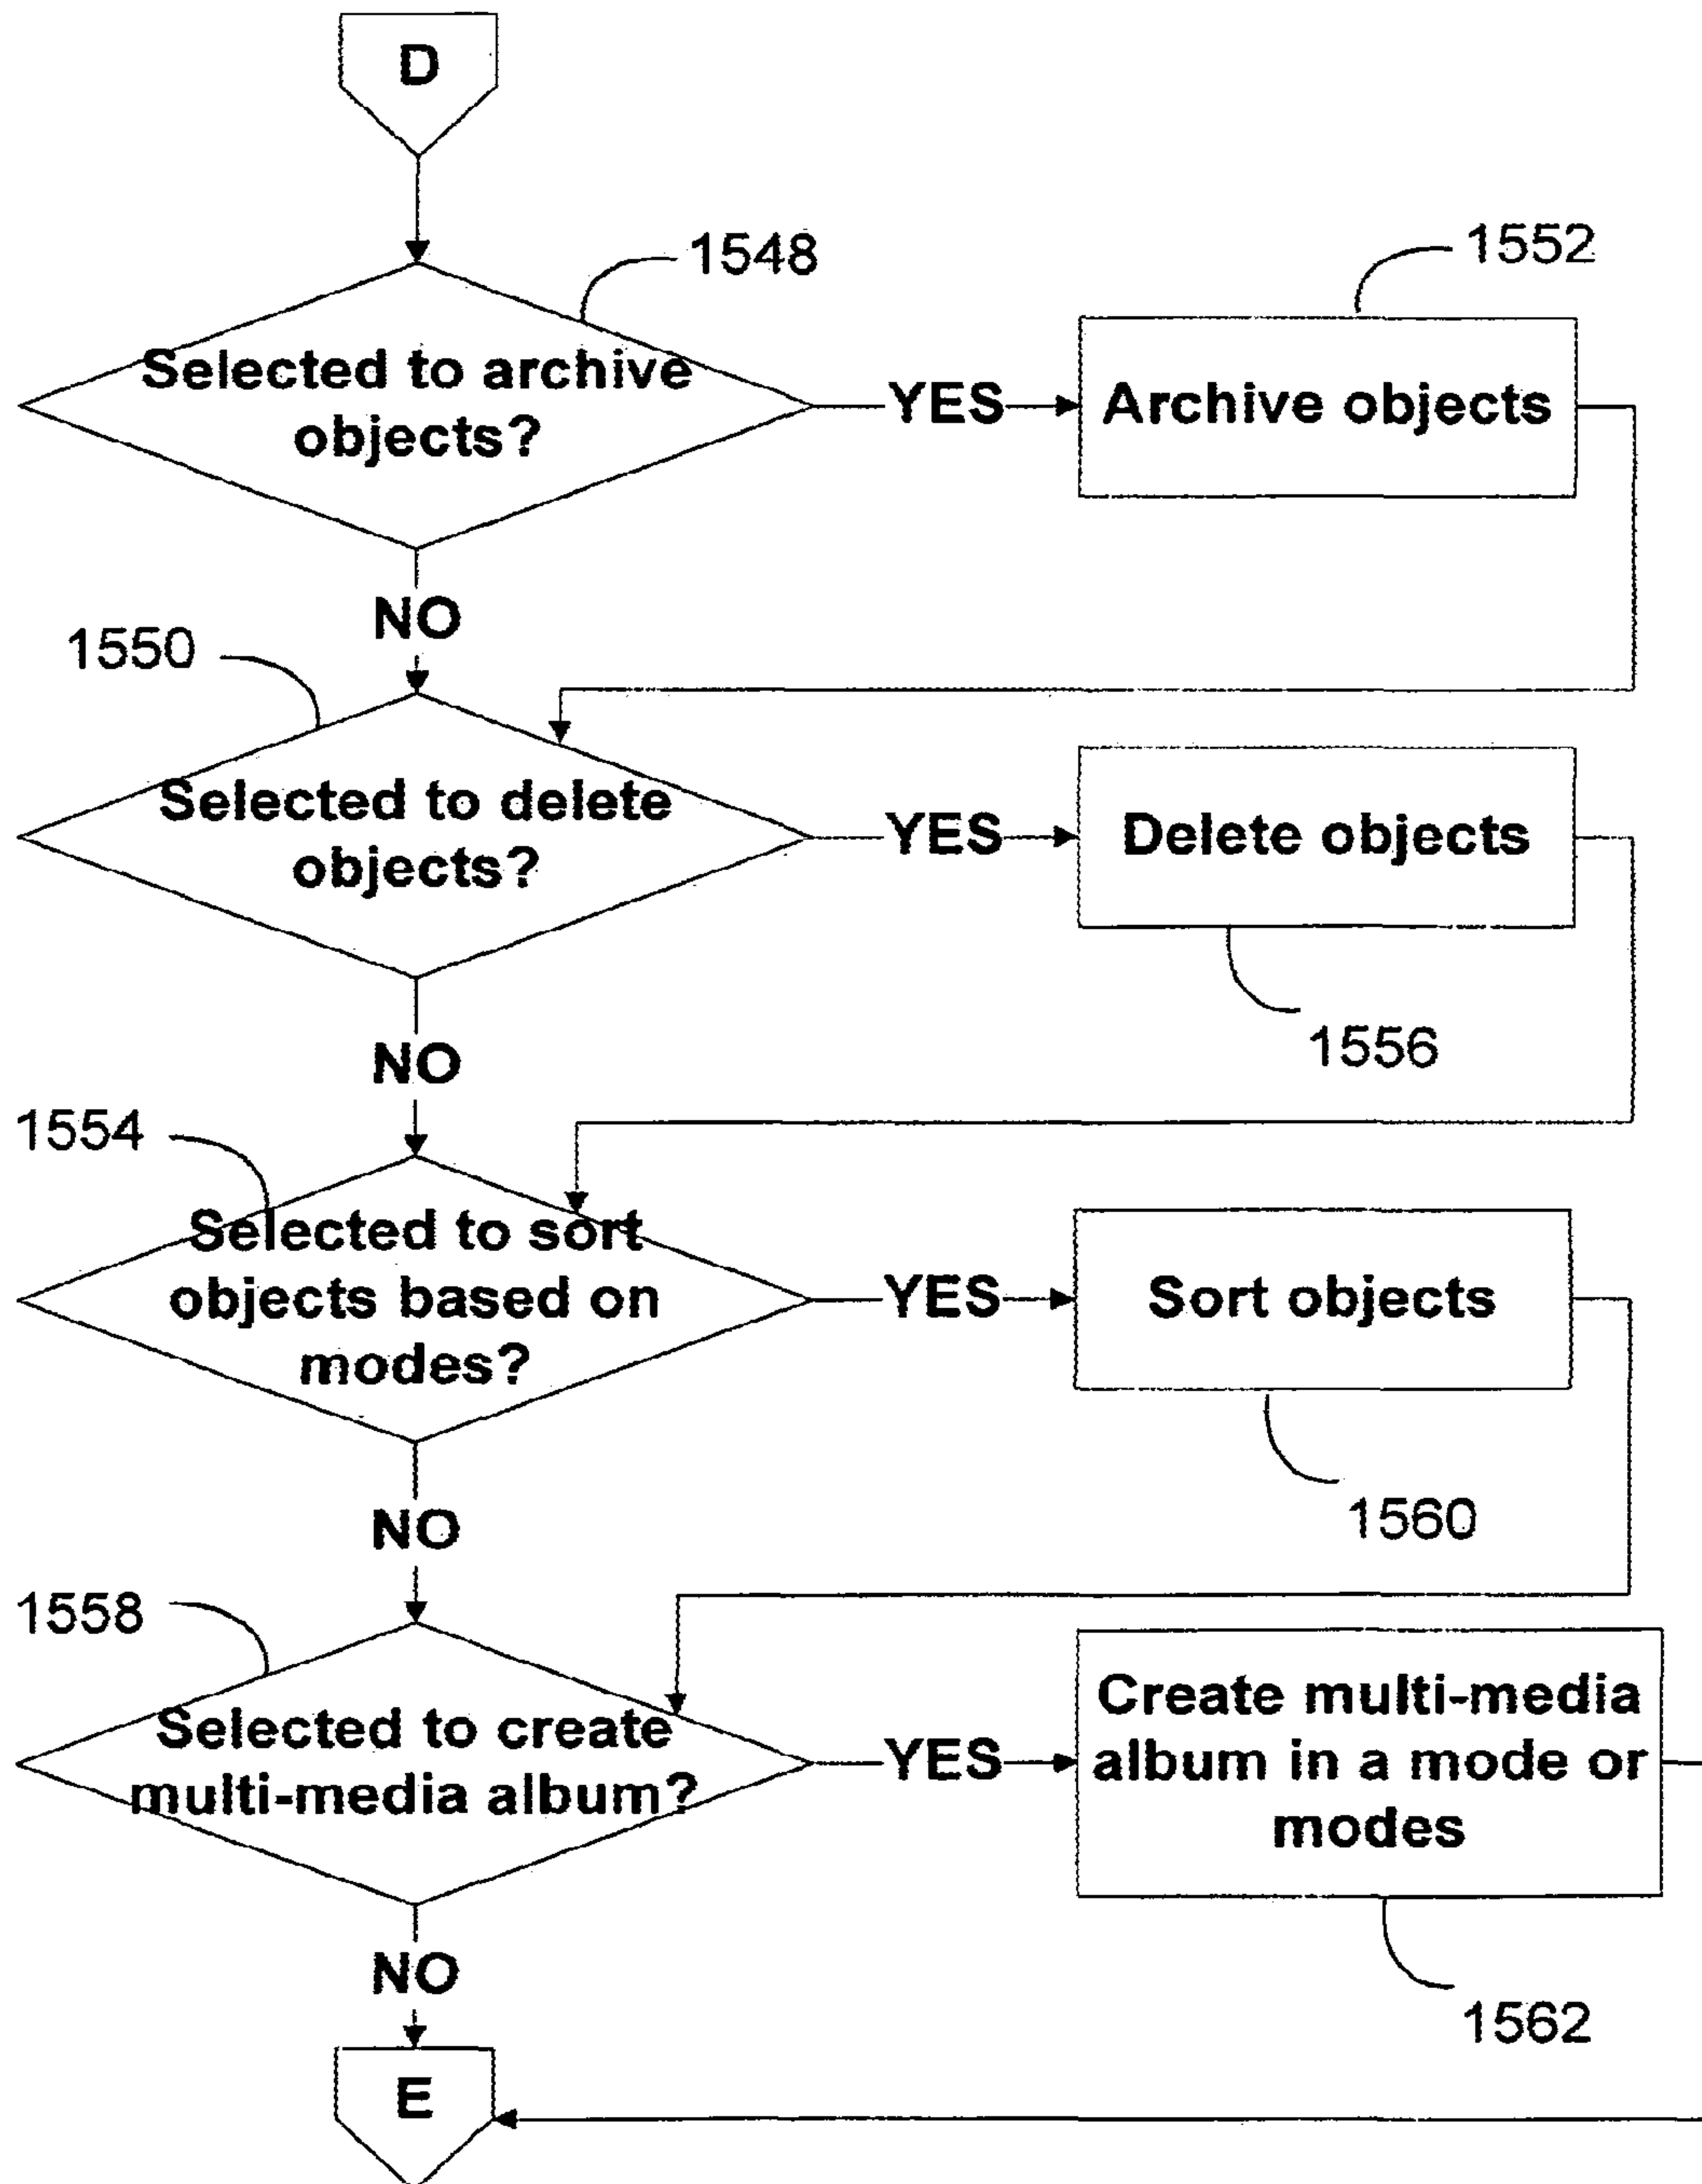 D
1548
1552
Selected to archive
objects?
YES
Archive objects
NO
1550
Selected to delete
objects?
YES
Delete objects
1556
NO
1554
Selected to sort
objects based on
modes?
YES
Sort objects
1560
NO
1558
Selected to create
multi-media album?
YES
Create multi-media
album in a mode or
modes
1562
NO
E